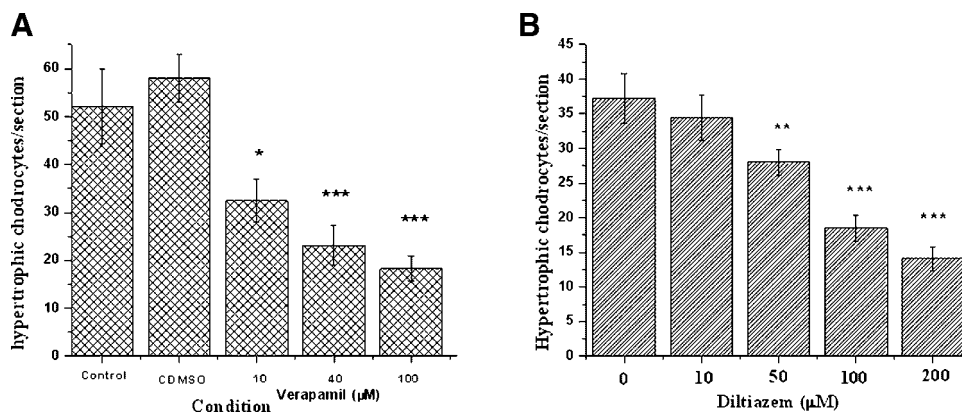 A
hypertrophic chodrocytes/section
60
50
40
30
20
10
0
Control CDMSO 10 40 100
Verapamil (μM)
Condition
*
***
***
B
Hypertrophic chodrocytes/section
45
40
35
30
25
20
15
10
5
0
0 10 50 100 200
Diltiazem (μM)
**
***
***